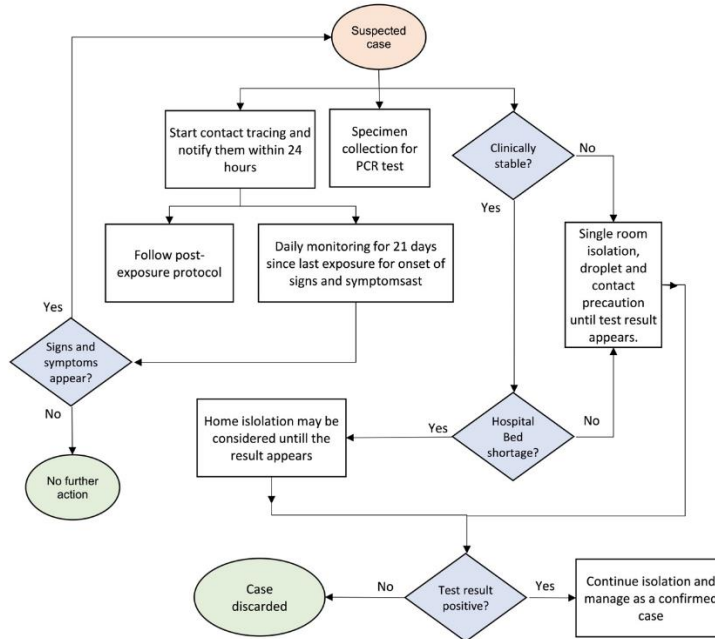 Suspected
case
Start contact tracing and
notify them within 24
hours
Specimen
collection for
PCR test
Clinically
stable?
No
Yes
Follow post-
exposure protocol
Daily monitoring for 21 days
since last exposure for onset of
signs and symptomsast
Single room
isolation,
droplet and
contact
precaution
until test result
appears.
Yes
Signs and
symptoms
appear?
No
No further
action
Home islolation may be
considered untill the
result appears
Yes
Hospital
Bed
shortage?
No
Case
discarded
No
Test result
positive?
Yes
Continue isolation and
manage as a confirmed
case